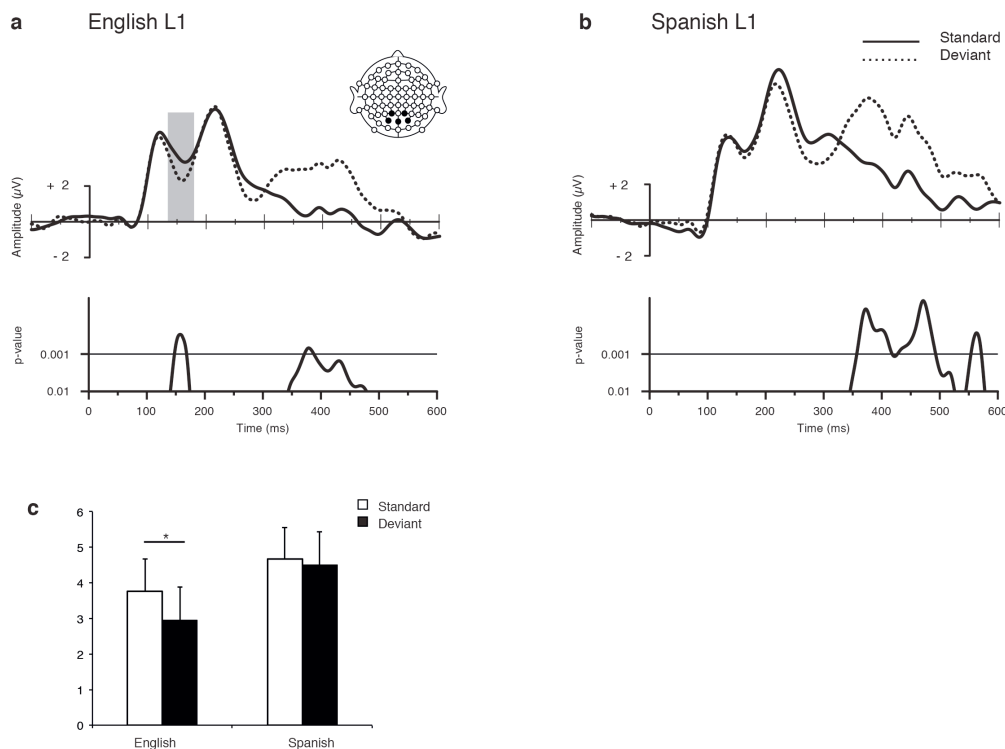 a
English L1
+ 2
- 2
Amplitude (µV)
p-value
0.001
0.01
0 100 200 300 400 500 600
Time (ms)
b
Spanish L1
Standard
Deviant
+ 2
- 2
Amplitude (µV)
p-value
0.001
0.01
0 100 200 300 400 500 600
Time (ms)
c
Standard
Deviant
6
5
4
3
2
1
0
*
English Spanish